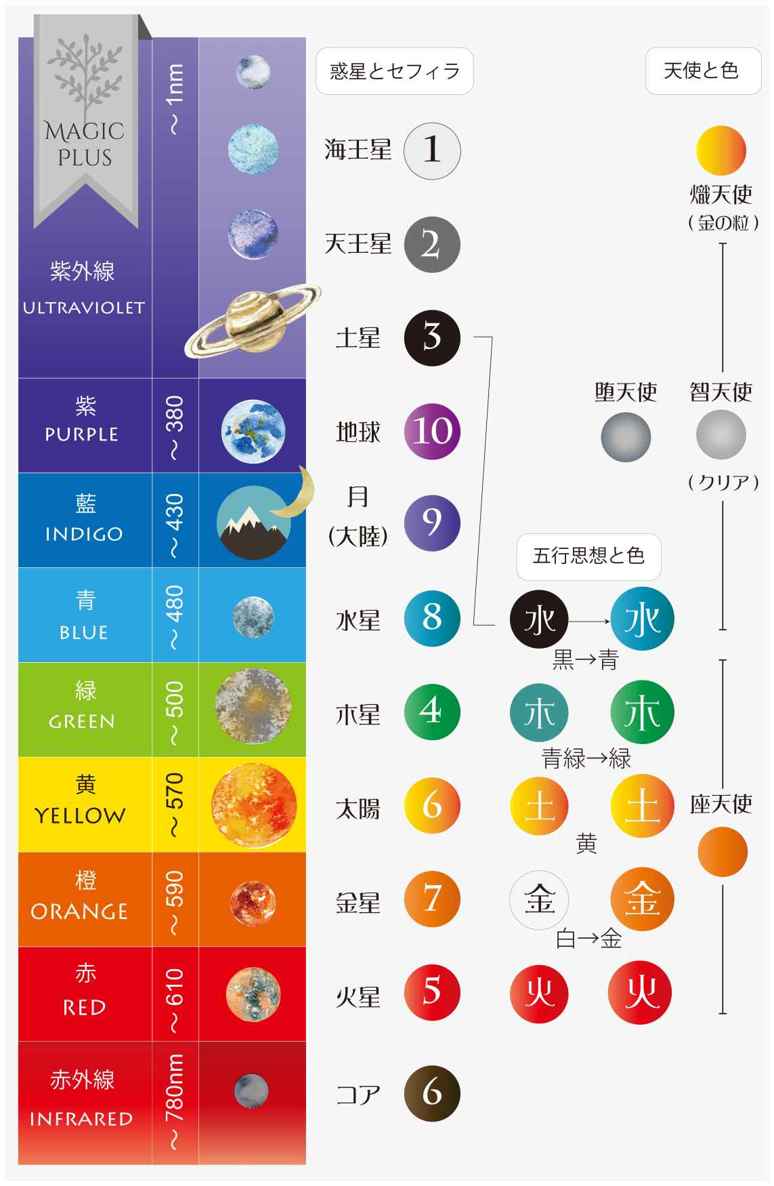 MAGIC
PLUS
惑星とセフィラ
天使と色
紫外線
ULTRAVIOLET
〜 1nm
海王星 1
天王星 2
土星 3
熾天使
(金の粒)
紫
PURPLE
〜 380
地球 10
堕天使
智天使
(クリア)
藍
INDIGO
〜 430
月
(大陸) 9
五行思想と色
青
BLUE
〜 480
水星 8
水 水
黒→青
緑
GREEN
〜 500
木星 4
木 木
青緑→緑
黄
YELLOW
〜 570
太陽 6
土 土
黄
座天使
橙
ORANGE
〜 590
金星 7
金 金
白→金
赤
RED
〜 610
火星 5
火 火
赤外線
INFRARED
〜 780nm
コア 6